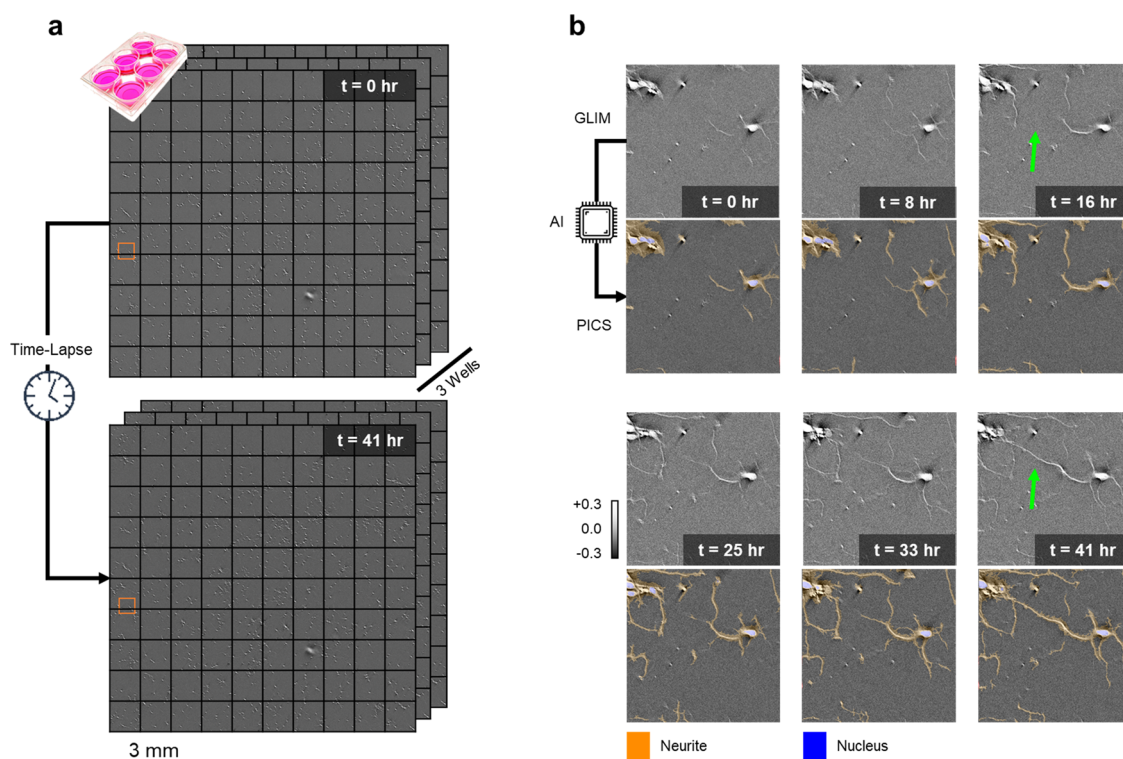 a
t = 0 hr
Time-Lapse
3 Wells
t = 41 hr
3 mm
b
GLIM
AI
PICS
t = 0 hr
t = 8 hr
t = 16 hr
+0.3
0.0
-0.3
t = 25 hr
t = 33 hr
t = 41 hr
Neurite
Nucleus